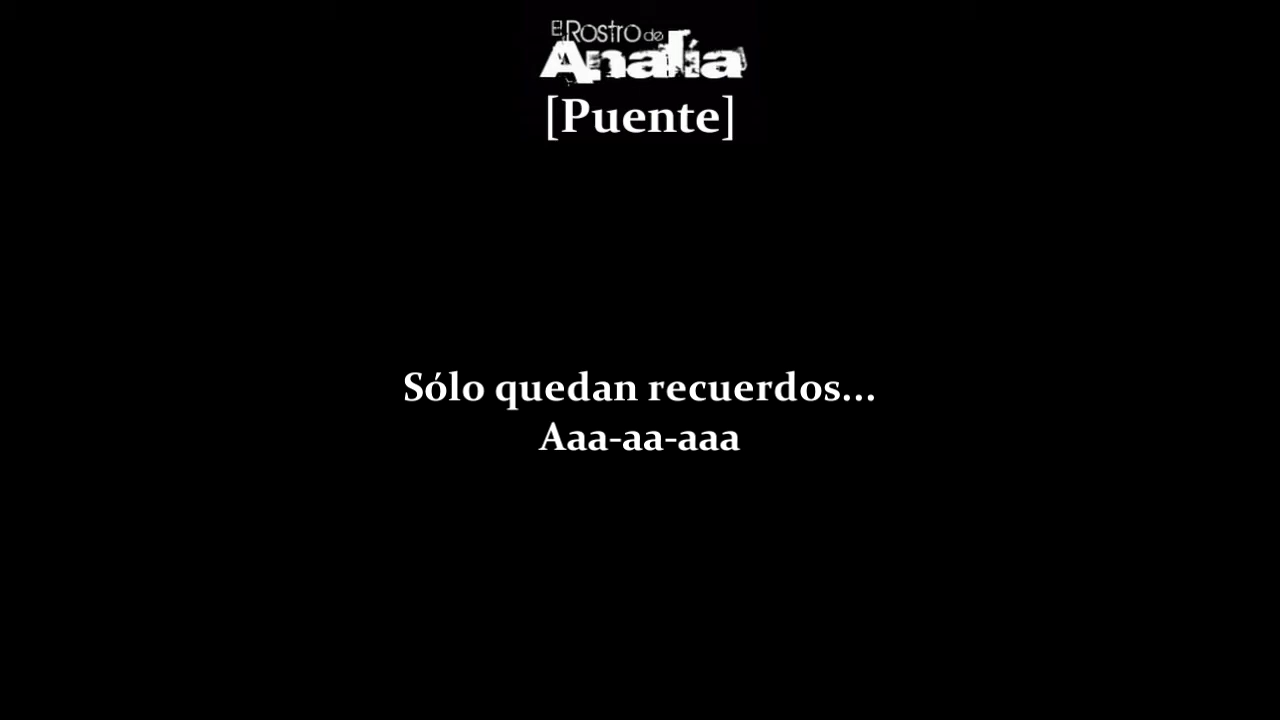 El Rostro de
Analía
[Puente]
Sólo quedan recuerdos...
Aaa-aa-aaa